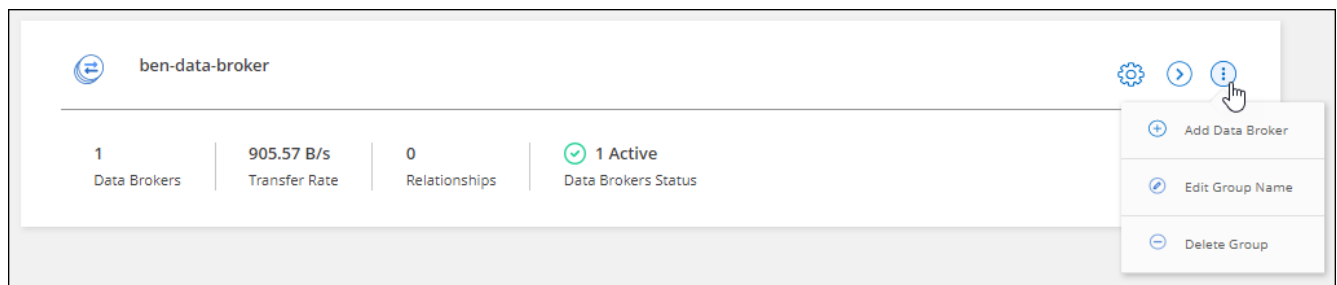 ben-data-broker
1 905.57 B/s 0 1 Active
Data Brokers Transfer Rate Relationships Data Brokers Status
Add Data Broker
Edit Group Name
Delete Group